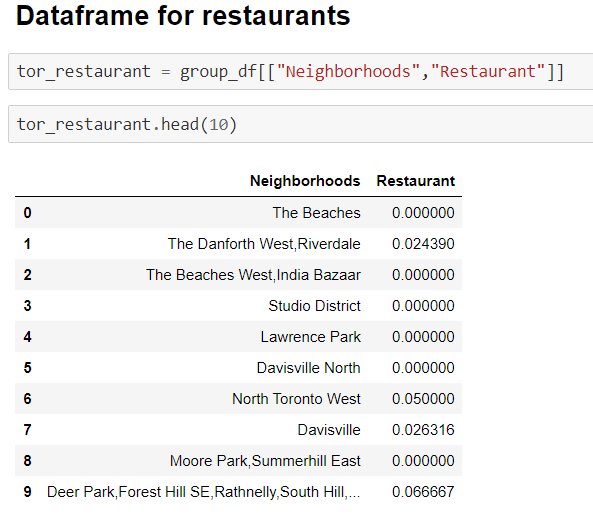 Dataframe for restaurants
tor_restaurant = group_df[["Neighborhoods","Restaurant"]]
tor_restaurant.head(10)
Neighborhoods Restaurant
0 The Beaches 0.000000
1 The Danforth West,Riverdale 0.024390
2 The Beaches West,India Bazaar 0.000000
3 Studio District 0.000000
4 Lawrence Park 0.000000
5 Davisville North 0.000000
6 North Toronto West 0.050000
7 Davisville 0.026316
8 Moore Park,Summerhill East 0.000000
9 Deer Park,Forest Hill SE,Rathnelly,South Hill,... 0.066667